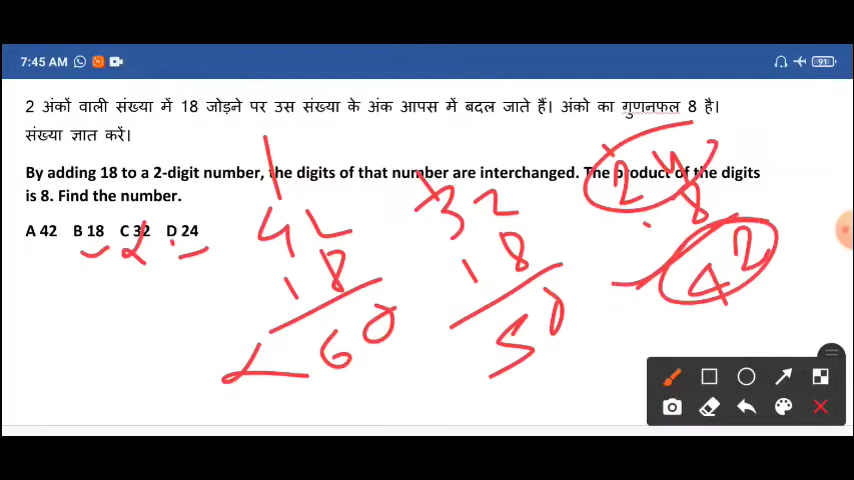 7:45 AM 91
2 अंकों वाली संख्या में 18 जोड़ने पर उस संख्या के अंक आपस में बदल जाते हैं। अंको का गुणनफल 8 है।
संख्या ज्ञात करें।
By adding 18 to a 2-digit number, the digits of that number are interchanged. The product of the digits
is 8. Find the number.
A 42 B 18 C 32 D 24
42 32 24
18 18 8
60 50 42